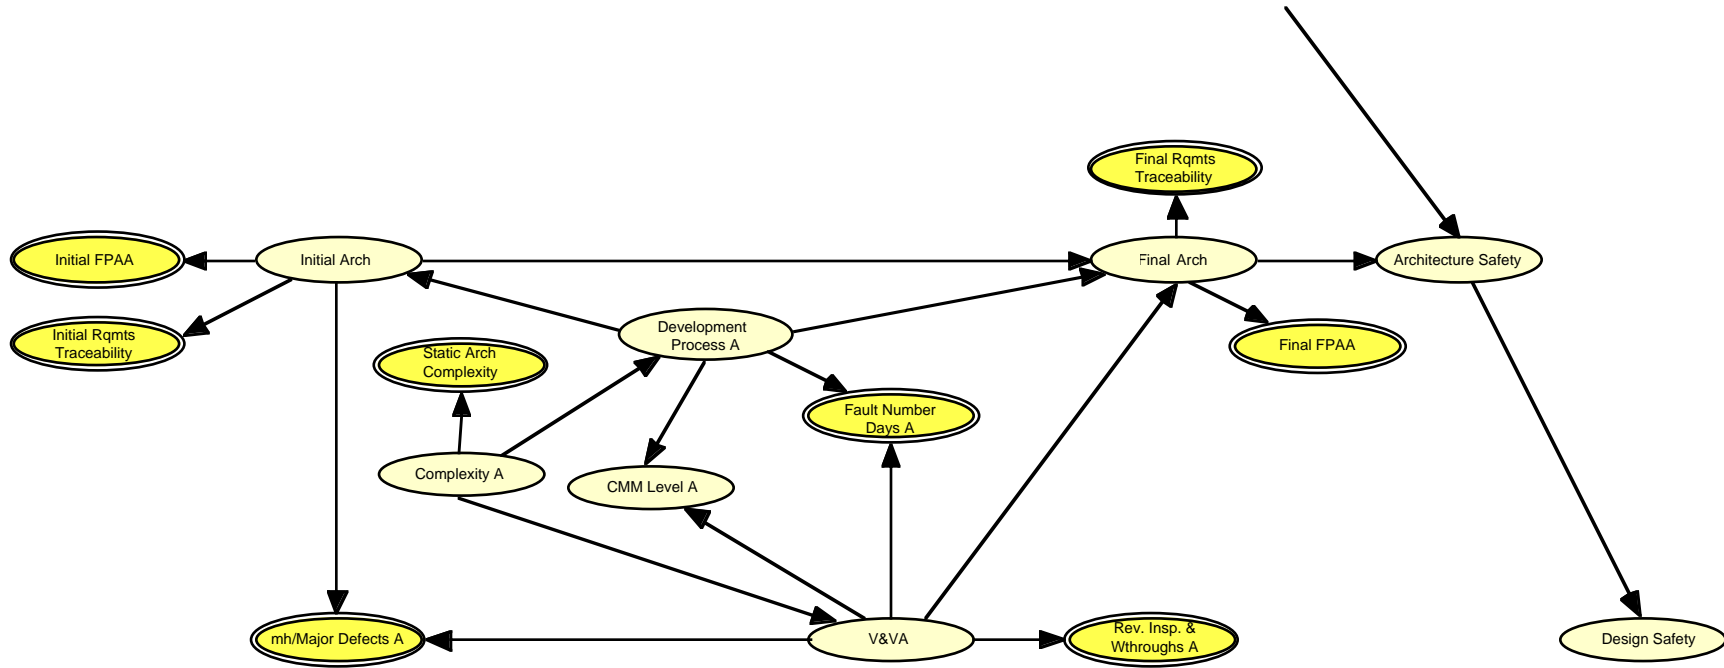 Final Rqmts
Traceability
Initial FPAA
Initial Arch
Final Arch
Architecture Safety
Initial Rqmts
Traceability
Development
Process A
Final FPAA
Static Arch
Complexity
Fault Number
Days A
Complexity A
CMM Level A
mh/Major Defects A
V&VA
Rev. Insp. &
Wthroughs A
Design Safety